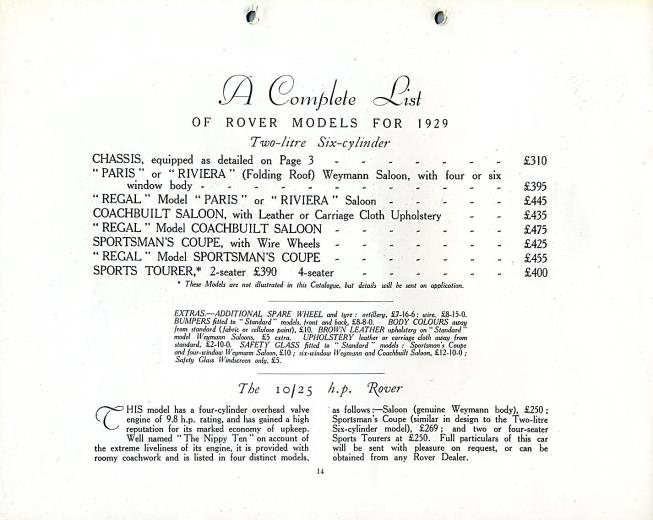 A Complete List
OF ROVER MODELS FOR 1929
Two-litre Six-cylinder
CHASSIS, equipped as detailed on Page 3 - - - - - - - £310
" PARIS " or " RIVIERA " (Folding Roof) Weymann Saloon, with four or six
window body - - - - - - - - - - - - £395
" REGAL " Model " PARIS " or " RIVIERA " Saloon - - - - £445
COACHBUILT SALOON, with Leather or Carriage Cloth Upholstery - - £435
" REGAL " Model COACHBUILT SALOON - - - - - - £475
SPORTSMAN'S COUPE, with Wire Wheels - - - - - - £425
" REGAL " Model SPORTSMAN'S COUPE - - - - - - £455
SPORTS TOURER,* 2-seater £390 4-seater - - - - - - £400
* These Models are not illustrated in this Catalogue, but details will be sent on application.
EXTRAS.—ADDITIONAL SPARE WHEEL and tyre : artillery, £7-16-6 ; wire, £8-15-0.
BUMPERS fitted to " Standard " models, front and back, £8-8-0. BODY COLOURS away
from standard (fabric or cellulose paint), £10. BROWN LEATHER upholstery on " Standard "
model Weymann Saloons, £5 extra. UPHOLSTERY leather or carriage cloth away from
standard, £2-10-0. SAFETY GLASS fitted to " Standard " models : Sportsman's Coupe
and four-window Weymann Saloon, £10 ; six-window Weymann and Coachbuilt Saloon, £12-10-0 ;
Safety Glass Windscreen only, £5.
The 10/25 h.p. Rover
THIS model has a four-cylinder overhead valve
engine of 9.8 h.p. rating, and has gained a high
reputation for its marked economy of upkeep.
Well named " The Nippy Ten " on account of
the extreme liveliness of its engine, it is provided with
roomy coachwork and is listed in four distinct models,
as follows :—Saloon (genuine Weymann body), £250 ;
Sportsman's Coupe (similar in design to the Two-litre
Six-cylinder model), £269 ; and two or four-seater
Sports Tourers at £250. Full particulars of this car
will be sent with pleasure on request, or can be
obtained from any Rover Dealer.
14